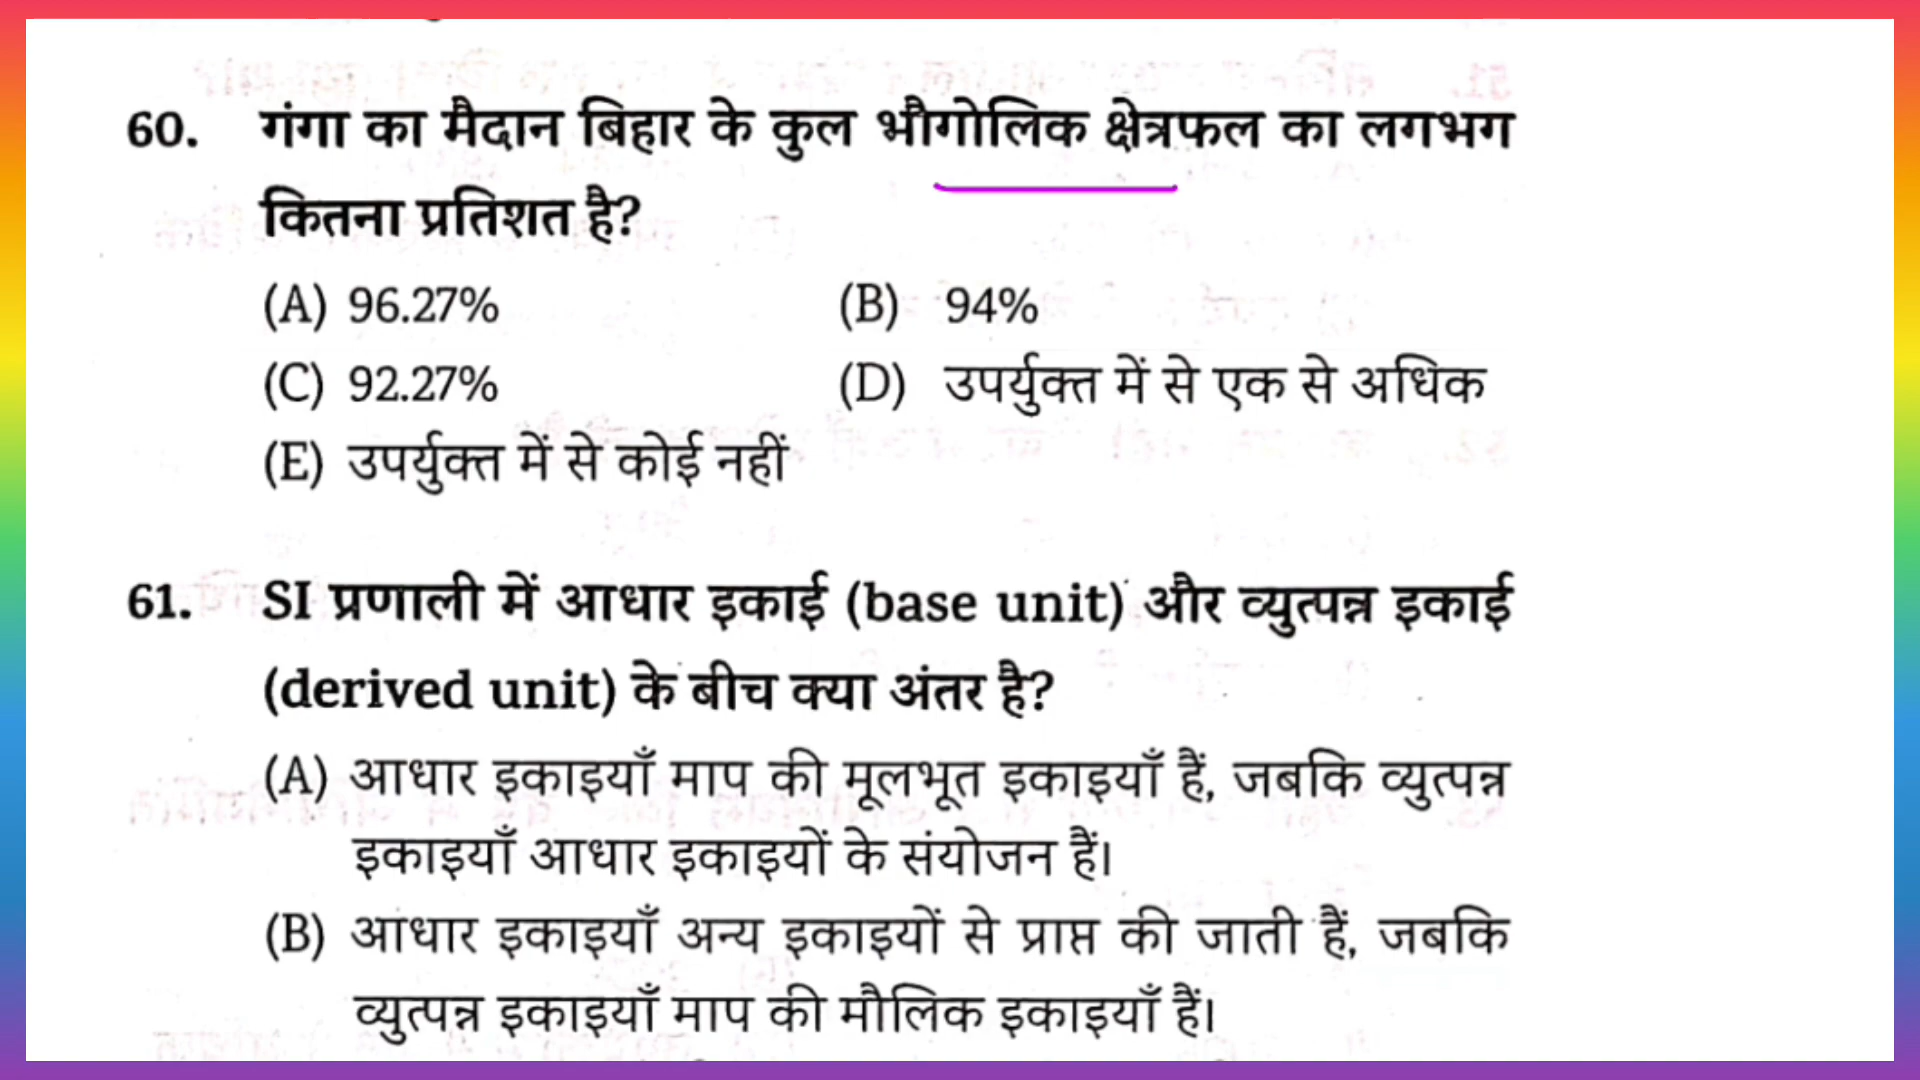 60. गंगा का मैदान बिहार के कुल भौगोलिक क्षेत्रफल का लगभग
कितना प्रतिशत है?
(A) 96.27% (B) 94%
(C) 92.27% (D) उपर्युक्त में से एक से अधिक
(E) उपर्युक्त में से कोई नहीं
61. SI प्रणाली में आधार इकाई (base unit) और व्युत्पन्न इकाई
(derived unit) के बीच क्या अंतर है?
(A) आधार इकाइयाँ माप की मूलभूत इकाइयाँ हैं, जबकि व्युत्पन्न
इकाइयाँ आधार इकाइयों के संयोजन हैं।
(B) आधार इकाइयाँ अन्य इकाइयों से प्राप्त की जाती हैं, जबकि
व्युत्पन्न इकाइयाँ माप की मौलिक इकाइयाँ हैं।